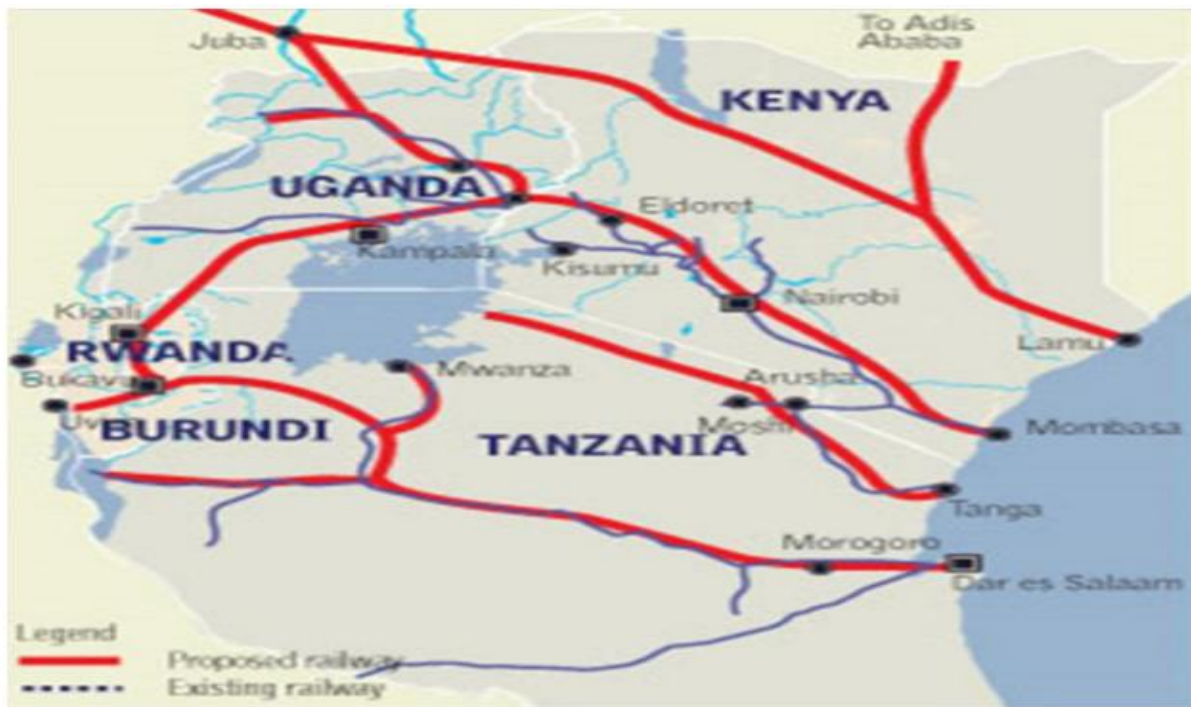 To Adis
Ababa
Juba
KENYA
UGANDA
Eldoret
Kampala
Kisumu
Nairobi
Kigali
Lamu
RWANDA
Bukavu
Mwanza
Arusha
Moshi
BURUNDI
TANZANIA
Mombasa
Tanga
Morogoro
Dar es Salaam
Legend
Proposed railway
Existing railway